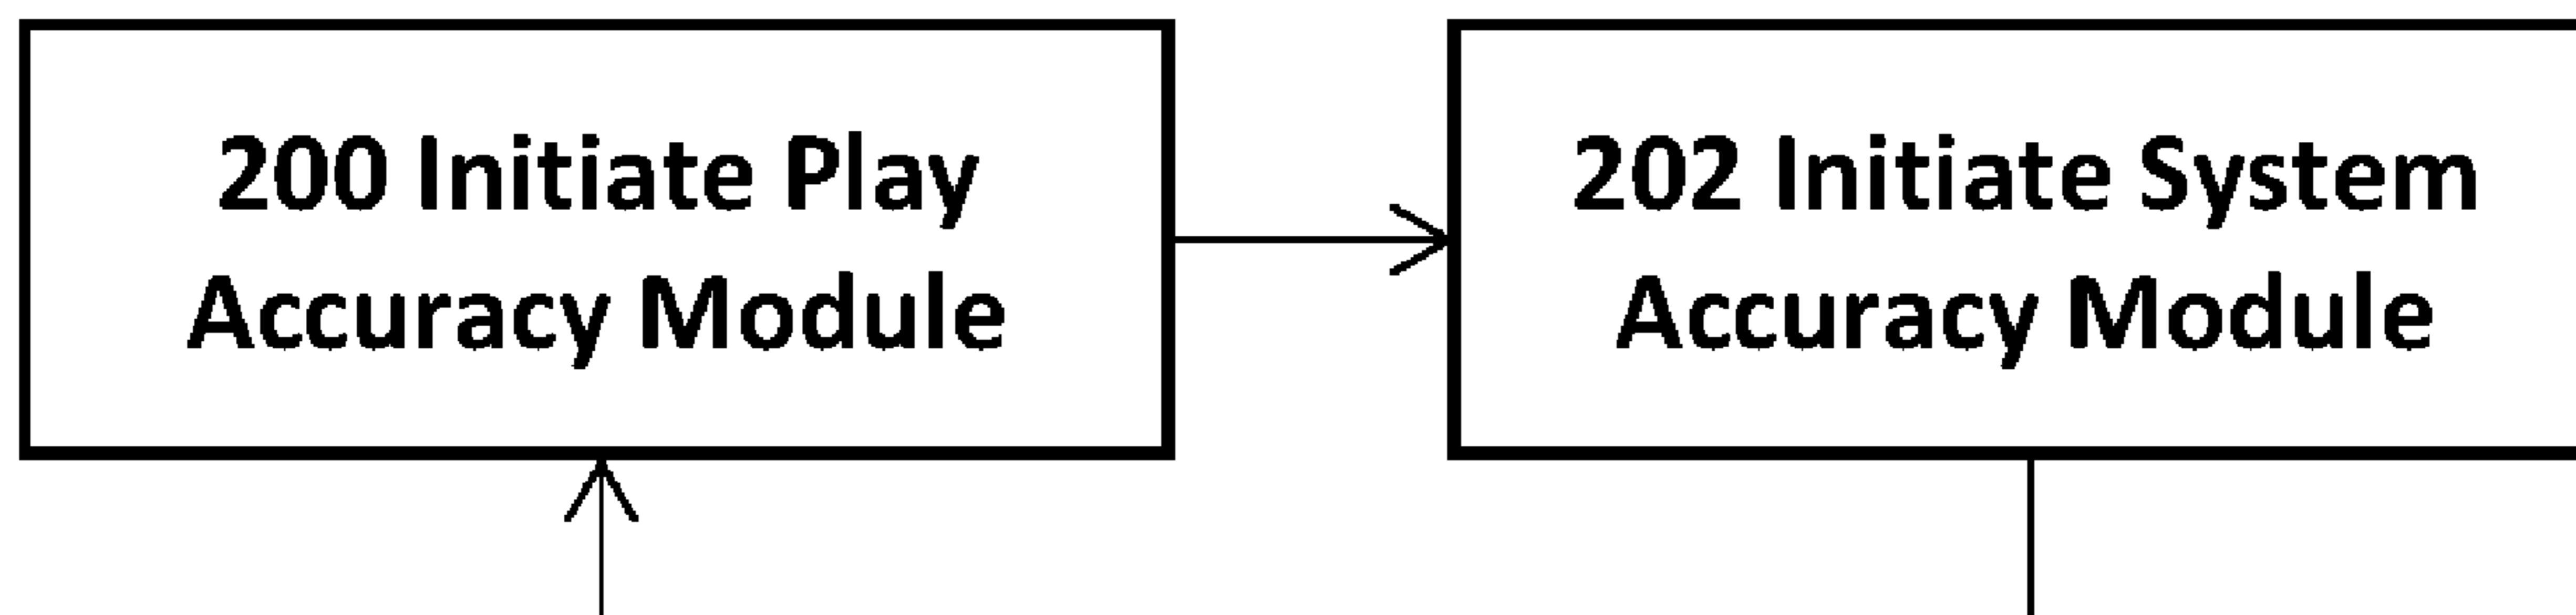 200 Initiate Play
Accuracy Module
202 Initiate System
Accuracy Module